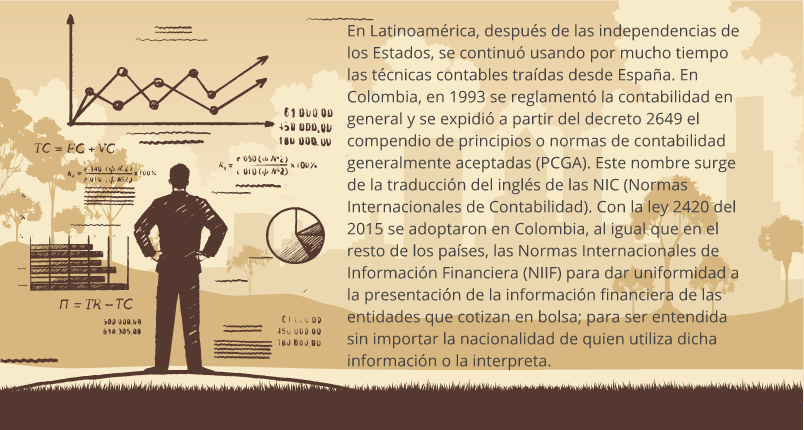 En Latinoamérica, después de las independencias de
los Estados, se continuó usando por mucho tiempo
las técnicas contables traídas desde España. En
Colombia, en 1993 se reglamentó la contabilidad en
general y se expidió a partir del decreto 2649 el
compendio de principios o normas de contabilidad
generalmente aceptadas (PCGA). Este nombre surge
de la traducción del inglés de las NIC (Normas
Internacionales de Contabilidad). Con la ley 2420 del
2015 se adoptaron en Colombia, al igual que en el
resto de los países, las Normas Internacionales de
Información Financiera (NIIF) para dar uniformidad a
la presentación de la información financiera de las
entidades que cotizan en bolsa; para ser entendida
sin importar la nacionalidad de quien utiliza dicha
información o la interpreta.
TC = FC + VC
Π = TR – TC